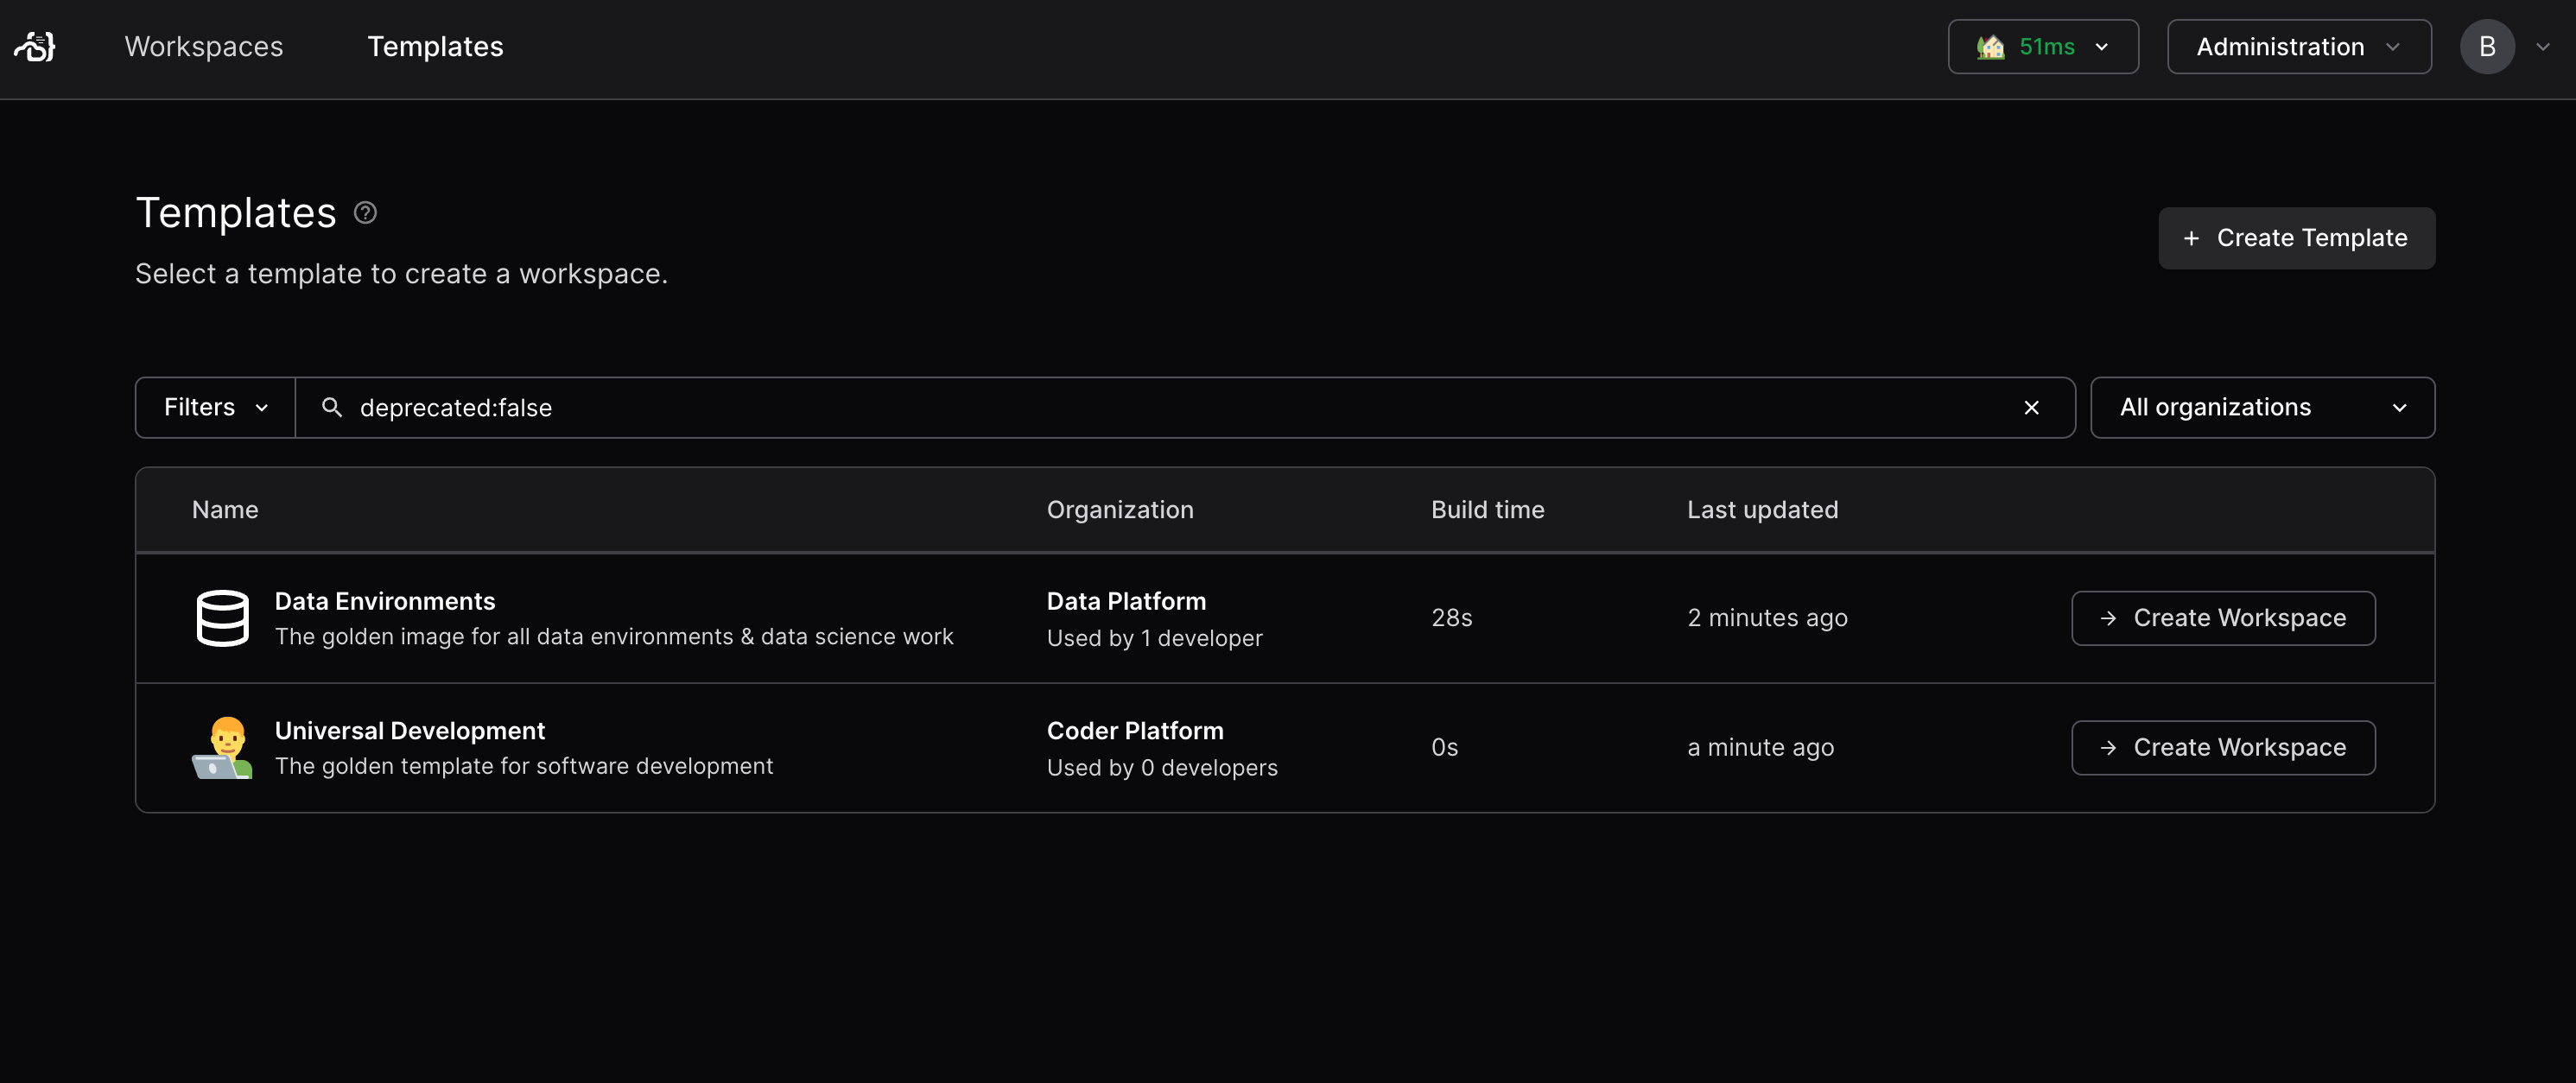 Workspaces Templates 51ms Administration B
Templates
Select a template to create a workspace.
+ Create Template
Filters deprecated:false All organizations
Name Organization Build time Last updated
Data Environments Data Platform
The golden image for all data environments & data science work Used by 1 developer 28s 2 minutes ago Create Workspace
Universal Development Coder Platform
The golden template for software development Used by 0 developers 0s a minute ago Create Workspace